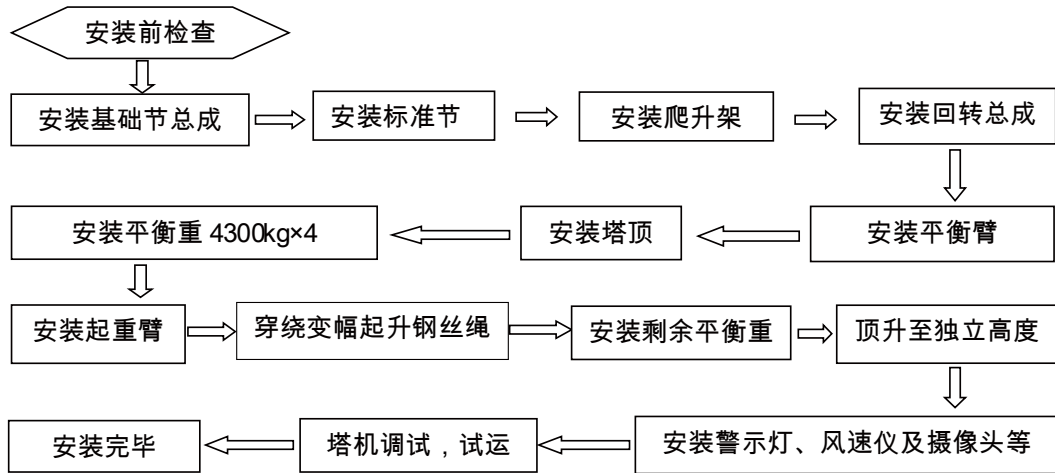 安装前检查
安装基础节总成
安装标准节
安装爬升架
安装回转总成
安装平衡臂
安装塔顶
安装平衡重 4300kg×4
安装起重臂
穿绕变幅起升钢丝绳
安装剩余平衡重
顶升至独立高度
安装警示灯、风速仪及摄像头等
塔机调试，试运
安装完毕